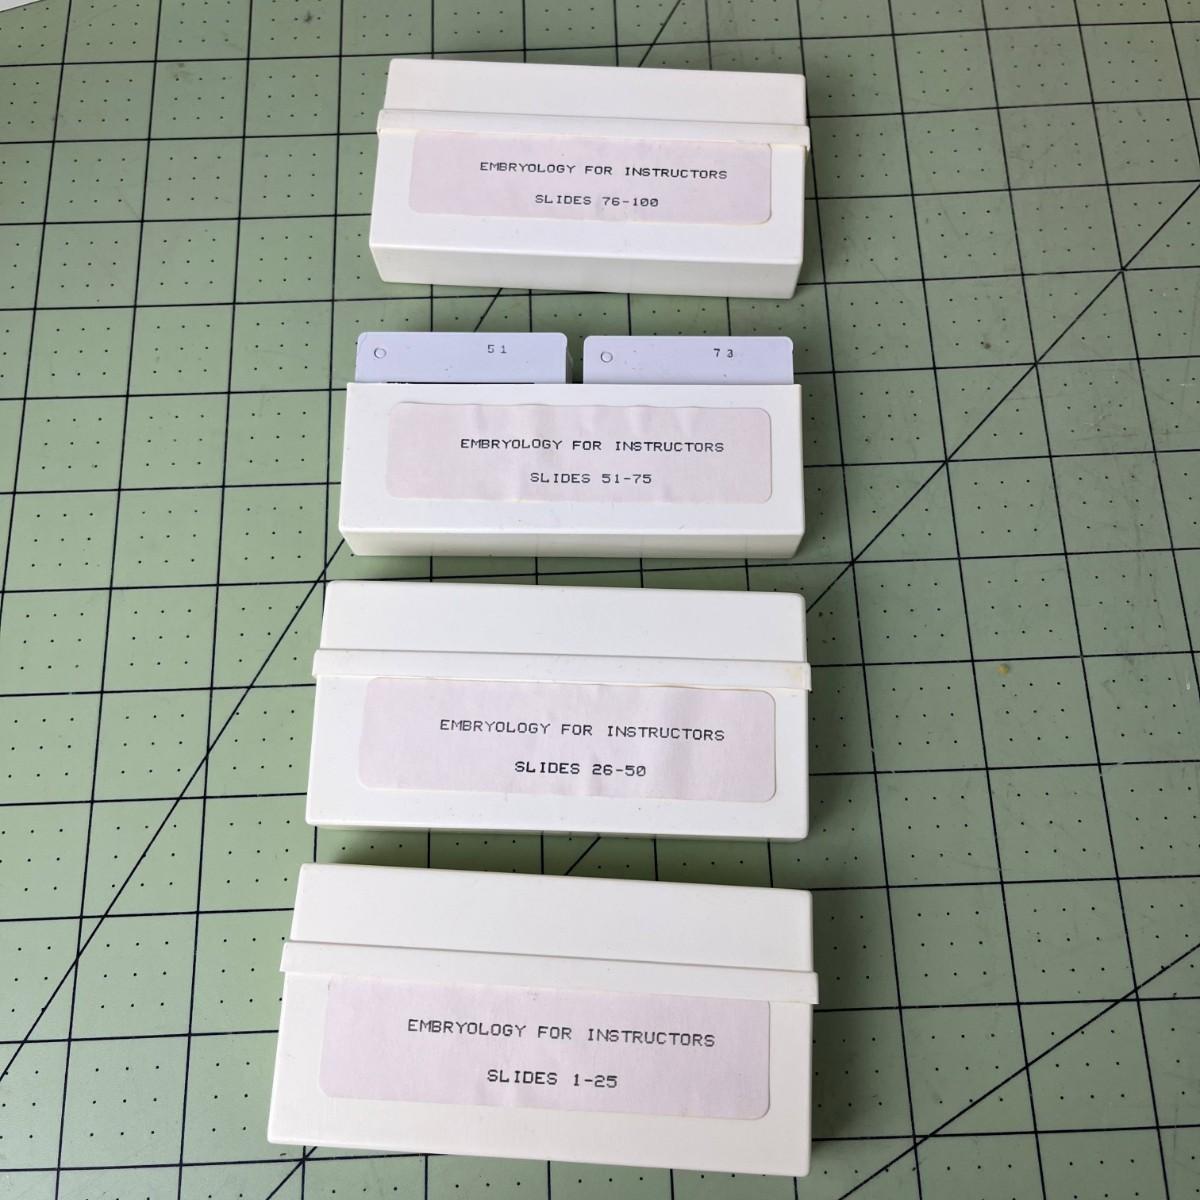 EMBRYOLOGY FOR INSTRUCTORS
SLIDES 76-100
51
73
EMBRYOLOGY FOR INSTRUCTORS
SLIDES 51-75
EMBRYOLOGY FOR INSTRUCTORS
SLIDES 26-50
EMBRYOLOGY FOR INSTRUCTORS
SLIDES 1-25